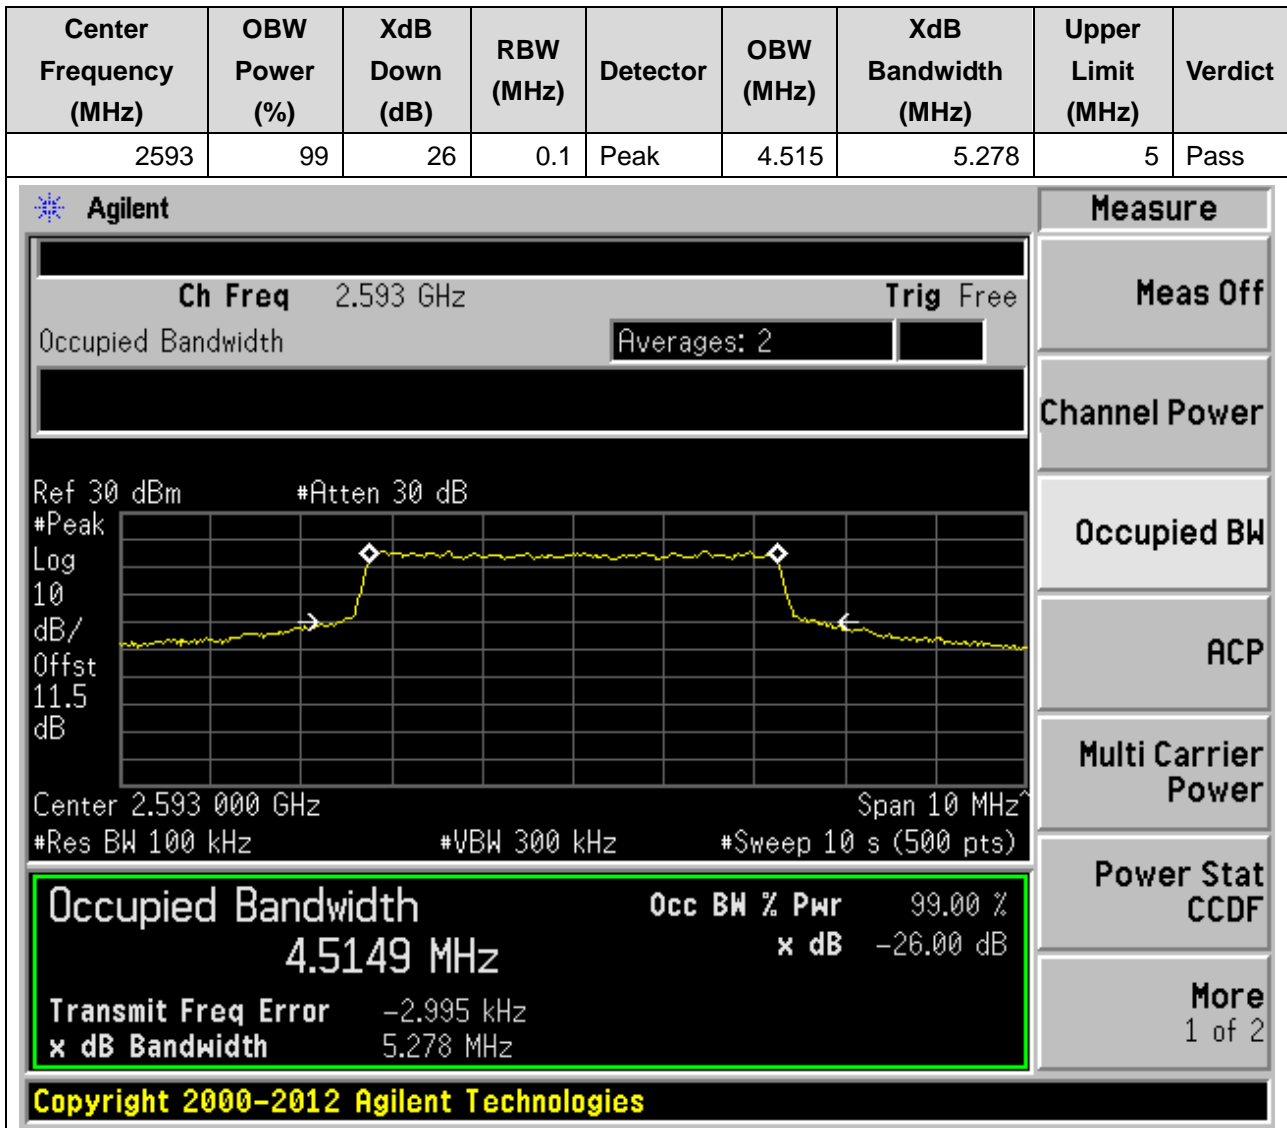 Center Frequency (MHz) OBW Power (%) XdB Down (dB) RBW (MHz) Detector OBW (MHz) XdB Bandwidth (MHz) Upper Limit (MHz) Verdict
2593 99 26 0.1 Peak 4.515 5.278 5 Pass
Agilent
Measure
Ch Freq 2.593 GHz Trig Free
Occupied Bandwidth Averages: 2
Ref 30 dBm #Atten 30 dB
#Peak
Log
10
dB/
Offst
11.5
dB
Center 2.593 000 GHz Span 10 MHz^
#Res BW 100 kHz #VBW 300 kHz #Sweep 10 s (500 pts)
Occupied Bandwidth Occ BW % Pwr 99.00 %
4.5149 MHz x dB -26.00 dB
Transmit Freq Error -2.995 kHz
x dB Bandwidth 5.278 MHz
Meas Off
Channel Power
Occupied BW
ACP
Multi Carrier
Power
Power Stat
CCDF
More
1 of 2
Copyright 2000-2012 Agilent Technologies